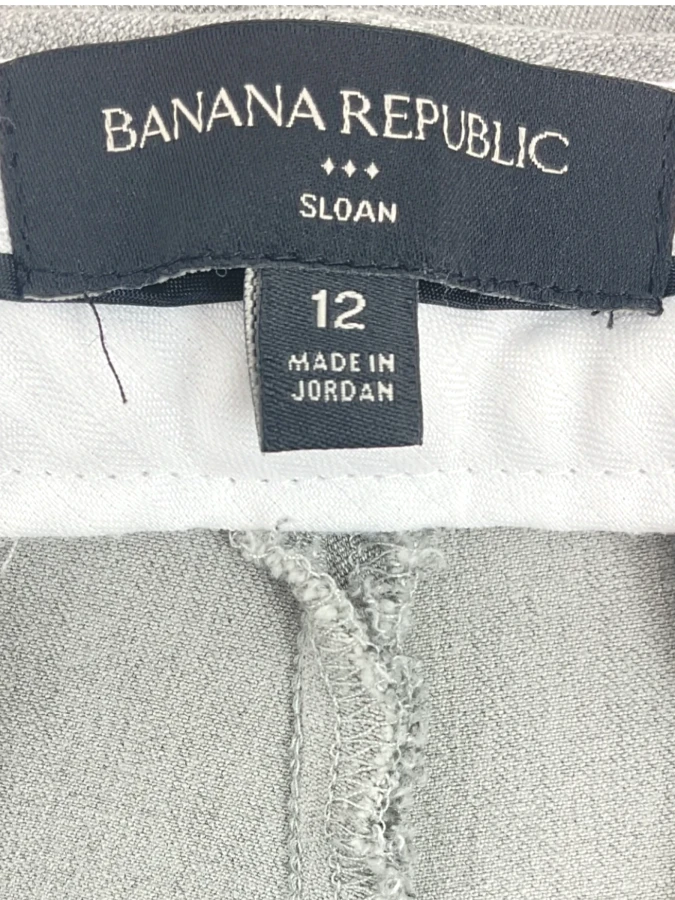 BANANA REPUBLIC
SLOAN
12
MADE IN
JORDAN